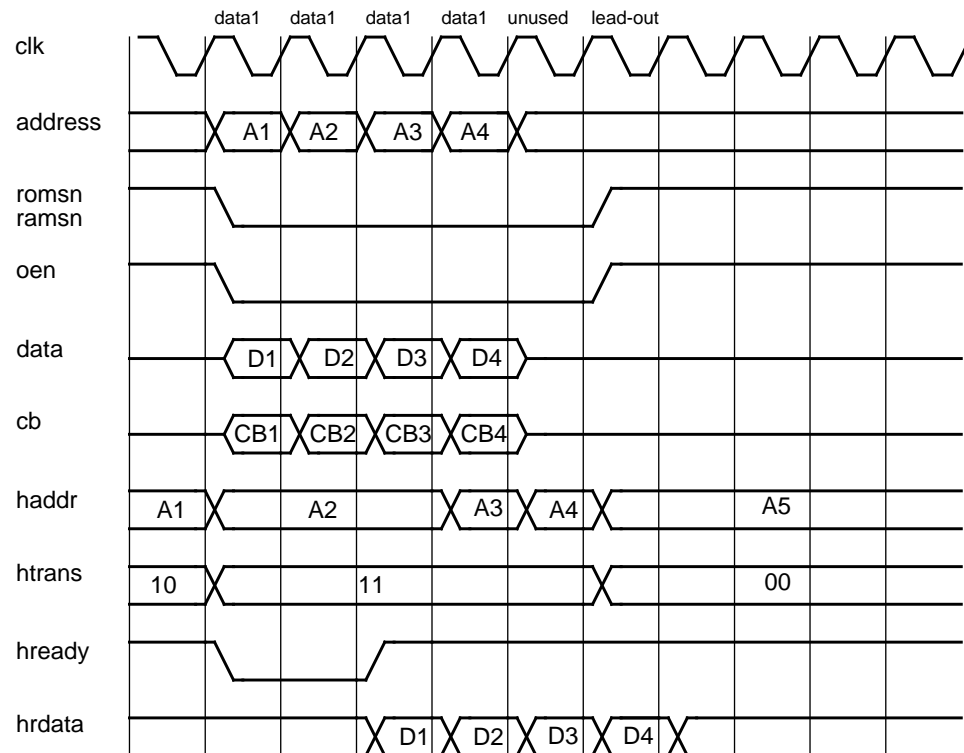 data1 data1 data1 data1 unused lead-out
clk
address A1 A2 A3 A4
romsn
ramsn
oen
data D1 D2 D3 D4
cb CB1 CB2 CB3 CB4
haddr A1 A2 A3 A4 A5
htrans 10 11 00
hready
hrdata D1 D2 D3 D4